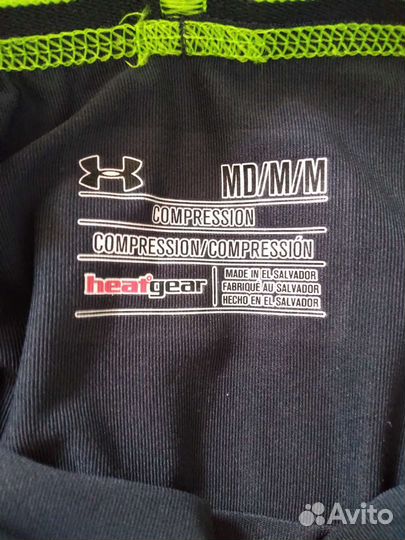 MD/M/M
COMPRESSION
COMPRESSION/COMPRESSIÓN
heatgear
MADE IN EL SALVADOR
FABRIQUÉ AU SALVADOR
HECHO EN EL SALVADOR
Avito